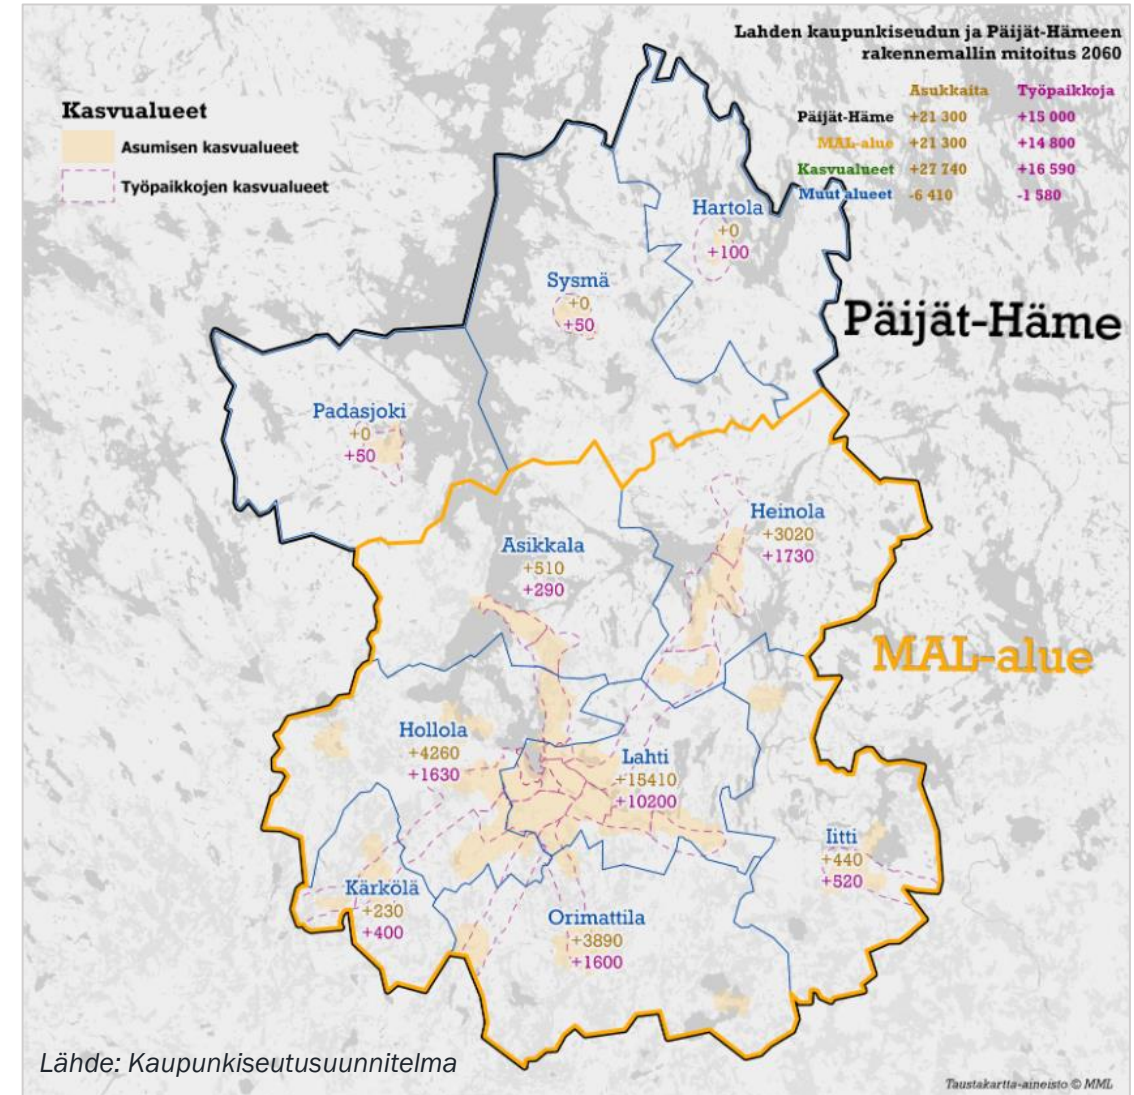 Lahden kaupunkiseudun ja Päijät-Hämeen
rakennemallin mitoitus 2060
Asukkaita Työpaikkoja
Päijät-Häme +21 300 +15 000
MAL-alue +21 300 +14 800
Kasvualueet +27 740 +16 590
Muut alueet -6 410 -1 580
Kasvualueet
Asumisen kasvualueet
Työpaikkojen kasvualueet
Hartola
+0
+100
Sysmä
+0
+50
Päijät-Häme
Padasjoki
+0
+50
Heinola
+3020
+1730
Asikkala
+510
+290
MAL-alue
Hollola
+4260
+1630
Lahti
+15410
+10200
Iitti
+440
+520
Kärkölä
+230
+400
Orimattila
+3890
+1600
Lähde: Kaupunkiseutusuunnitelma
Taustakartta-aineisto © MML